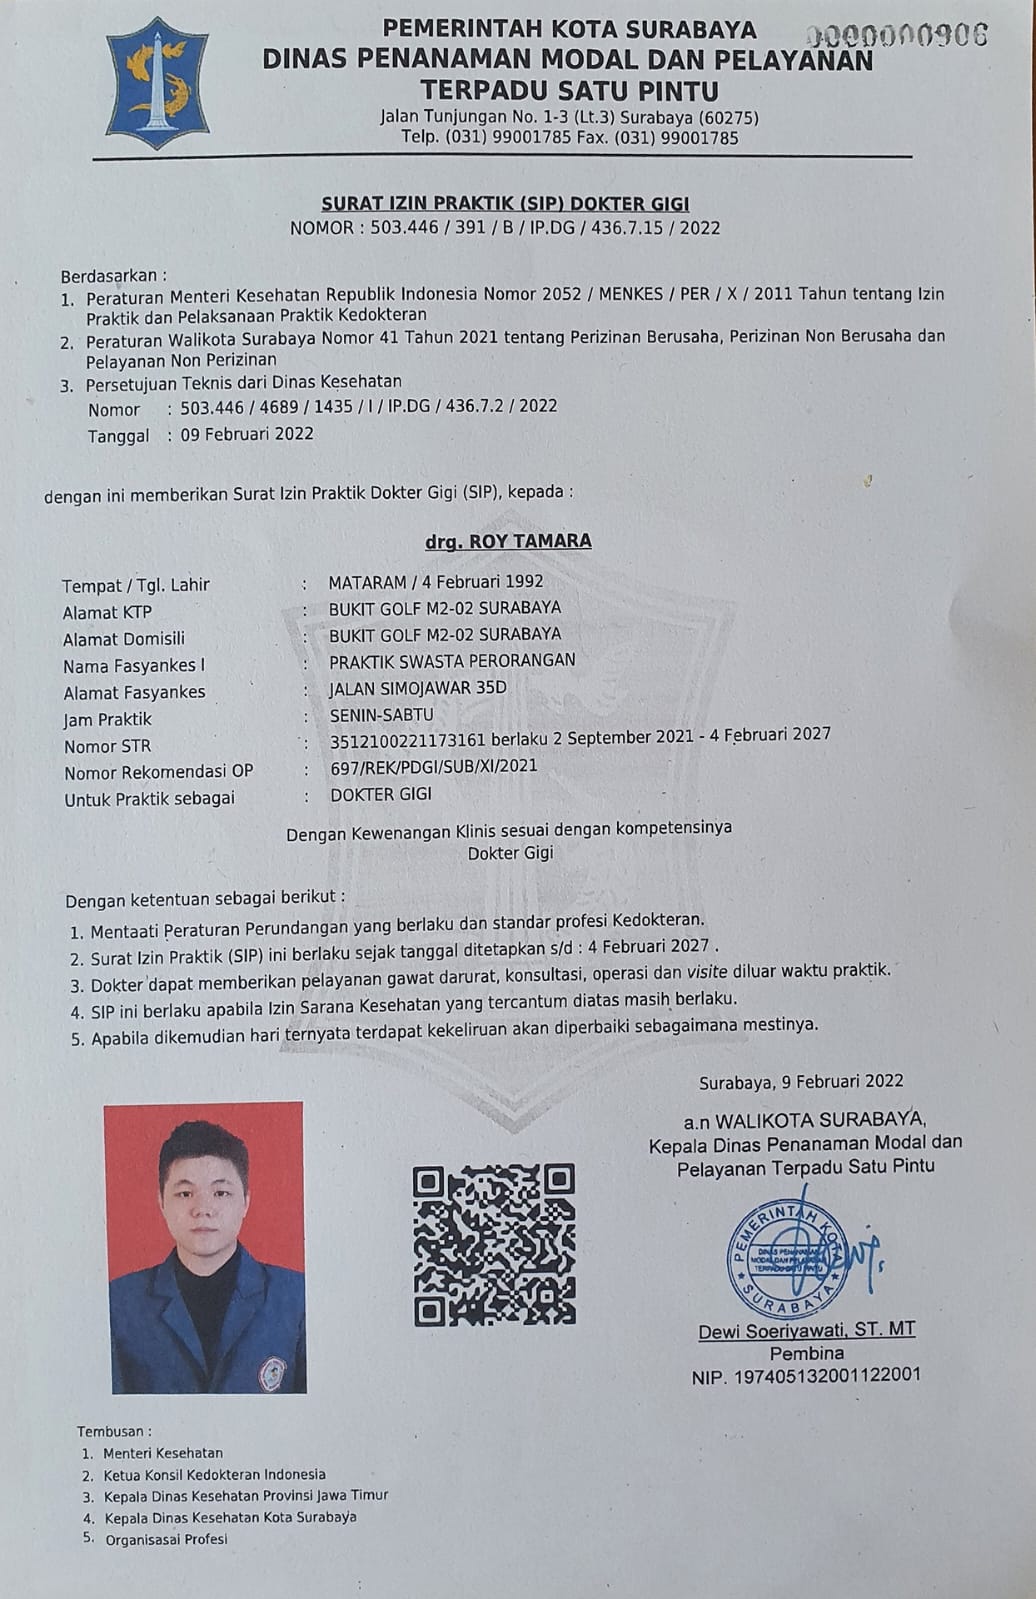 PEMERINTAH KOTA SURABAYA
0000000906
DINAS PENANAMAN MODAL DAN PELAYANAN
TERPADU SATU PINTU
Jalan Tunjungan No. 1-3 (Lt.3) Surabaya (60275)
Telp. (031) 99001785 Fax. (031) 99001785
SURAT IZIN PRAKTIK (SIP) DOKTER GIGI
NOMOR : 503.446 / 391 / B / IP.DG / 436.7.15 / 2022
Berdasarkan :
1. Peraturan Menteri Kesehatan Republik Indonesia Nomor 2052 / MENKES / PER / X / 2011 Tahun tentang Izin
Praktik dan Pelaksanaan Praktik Kedokteran
2. Peraturan Walikota Surabaya Nomor 41 Tahun 2021 tentang Perizinan Berusaha, Perizinan Non Berusaha dan
Pelayanan Non Perizinan
3. Persetujuan Teknis dari Dinas Kesehatan
Nomor : 503.446 / 4689 / 1435 / I / IP.DG / 436.7.2 / 2022
Tanggal : 09 Februari 2022
dengan ini memberikan Surat Izin Praktik Dokter Gigi (SIP), kepada :
drg. ROY TAMARA
Tempat / Tgl. Lahir : MATARAM / 4 Februari 1992
Alamat KTP : BUKIT GOLF M2-02 SURABAYA
Alamat Domisili : BUKIT GOLF M2-02 SURABAYA
Nama Fasyankes I : PRAKTIK SWASTA PERORANGAN
Alamat Fasyankes : JALAN SIMOJAWAR 35D
Jam Praktik : SENIN-SABTU
Nomor STR : 3512100221173161 berlaku 2 September 2021 - 4 Februari 2027
Nomor Rekomendasi OP : 697/REK/PDGI/SUB/XI/2021
Untuk Praktik sebagai : DOKTER GIGI
Dengan Kewenangan Klinis sesuai dengan kompetensinya
Dokter Gigi
Dengan ketentuan sebagai berikut :
1. Mentaati Peraturan Perundangan yang berlaku dan standar profesi Kedokteran.
2. Surat Izin Praktik (SIP) ini berlaku sejak tanggal ditetapkan s/d : 4 Februari 2027 .
3. Dokter dapat memberikan pelayanan gawat darurat, konsultasi, operasi dan visite diluar waktu praktik.
4. SIP ini berlaku apabila Izin Sarana Kesehatan yang tercantum diatas masih berlaku.
5. Apabila dikemudian hari ternyata terdapat kekeliruan akan diperbaiki sebagaimana mestinya.
Surabaya, 9 Februari 2022
a.n WALIKOTA SURABAYA,
Kepala Dinas Penanaman Modal dan
Pelayanan Terpadu Satu Pintu
PEMERINTAH KOTA
DINAS PENANAMAN
MODAL DAN PELAYANAN
TERPADU SATU PINTU
SURABAYA
Dewi Soeriyawati, ST. MT
Pembina
NIP. 197405132001122001
Tembusan :
1. Menteri Kesehatan
2. Ketua Konsil Kedokteran Indonesia
3. Kepala Dinas Kesehatan Provinsi Jawa Timur
4. Kepala Dinas Kesehatan Kota Surabaya
5. Organisasai Profesi